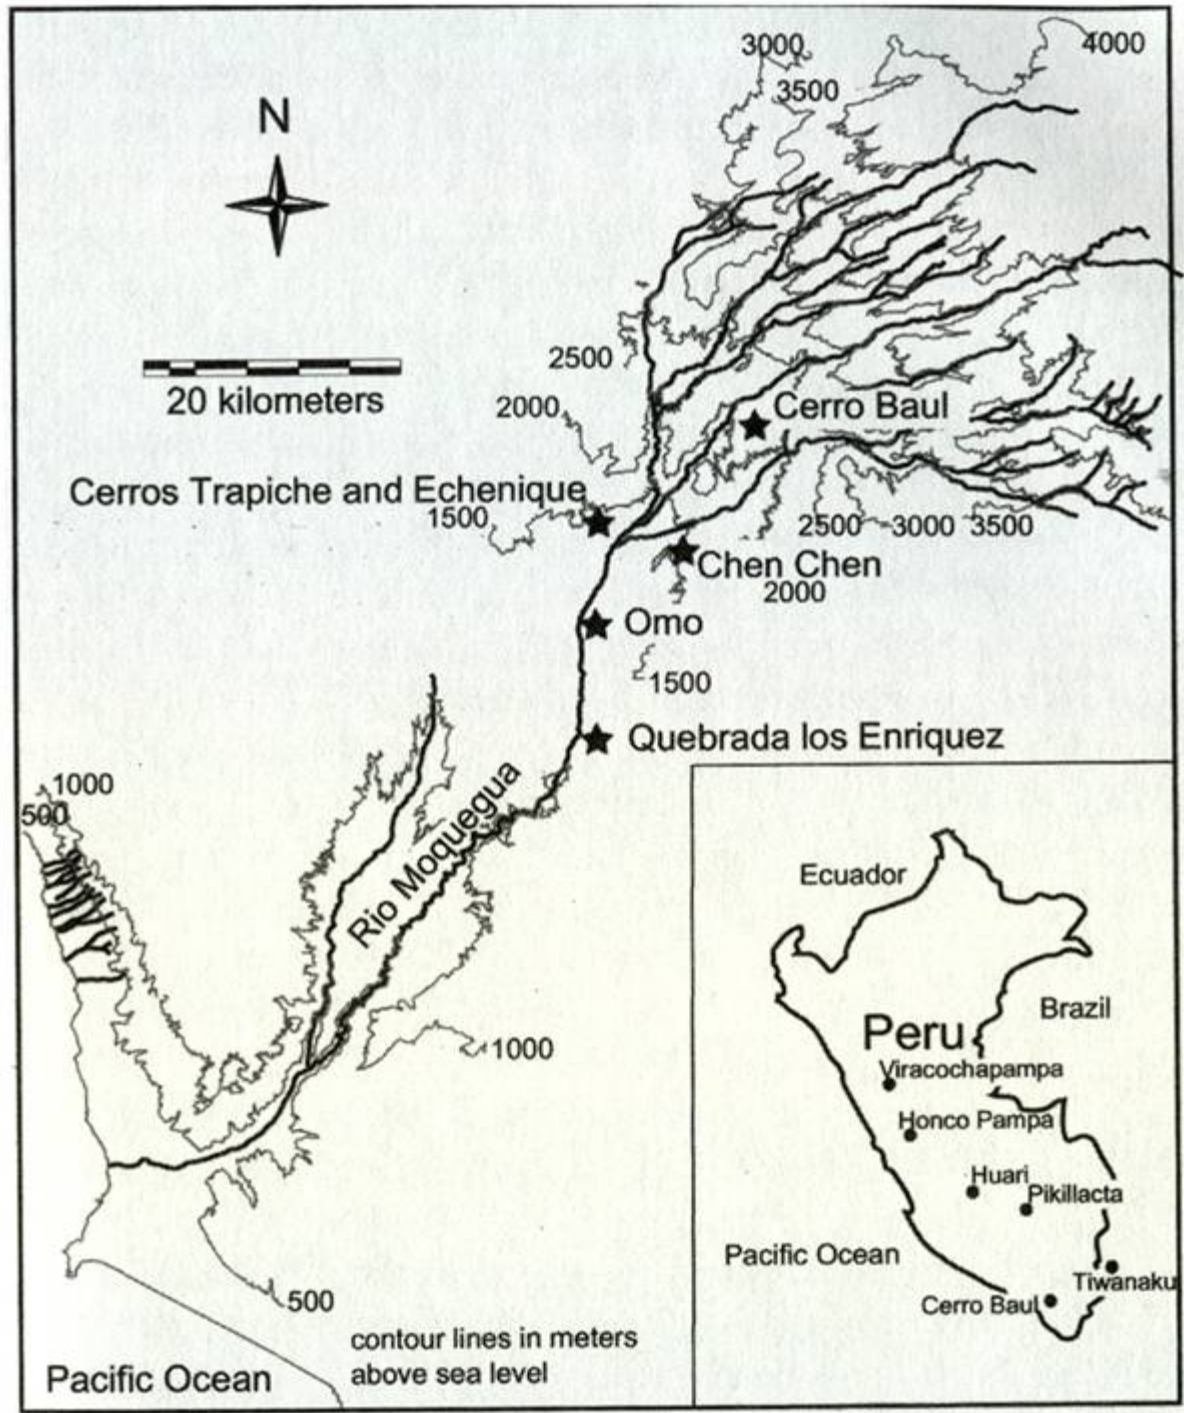 3000
4000
3500
N
2500
20 kilometers
2000
Cerro Baul
Cerros Trapiche and Echenique
1500
2500 3000 3500
Chen Chen
2000
Omo
1500
Quebrada los Enriquez
1000
500
Rio Moquegua
1000
500
contour lines in meters
above sea level
Pacific Ocean
Ecuador
Brazil
Peru
Viracochapampa
Honco Pampa
Huari
Pikillacta
Pacific Ocean
Tiwanaku
Cerro Baul